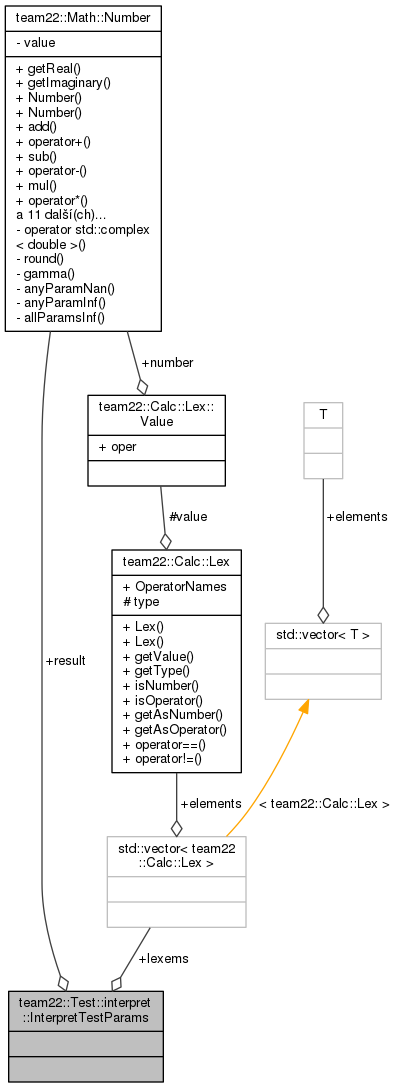 team22::Math::Number
- value
+ getReal()
+ getImaginary()
+ Number()
+ Number()
+ add()
+ operator+()
+ sub()
+ operator-()
+ mul()
+ operator*()
a 11 další(ch)...
- operator std::complex
< double >()
- round()
- gamma()
- anyParamNan()
- anyParamInf()
- allParamsInf()
+number
team22::Calc::Lex::
Value
+ oper
T
#value
+elements
team22::Calc::Lex
+ OperatorNames
# type
+ Lex()
+ Lex()
+ getValue()
+ getType()
+ isNumber()
+ isOperator()
+ getAsNumber()
+ getAsOperator()
+ operator==()
+ operator!=()
std::vector< T >
+result
+elements
< team22::Calc::Lex >
std::vector< team22
::Calc::Lex >
+lexems
team22::Test::interpret
::InterpretTestParams